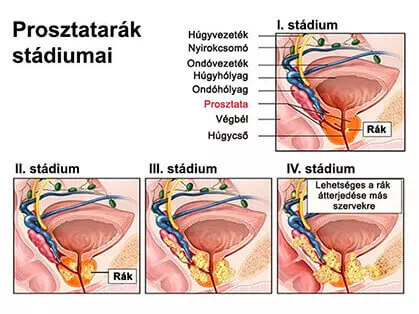 Prosztatarák
stádiumai
I. stádium
Húgyvezeték
Nyirokcsomó
Ondóvezeték
Húgyhólyag
Ondóhólyag
Prosztata
Végbél
Húgycső
Rák
II. stádium
Rák
III. stádium
IV. stádium
Lehetséges a rák
átterjedése más
szervekre